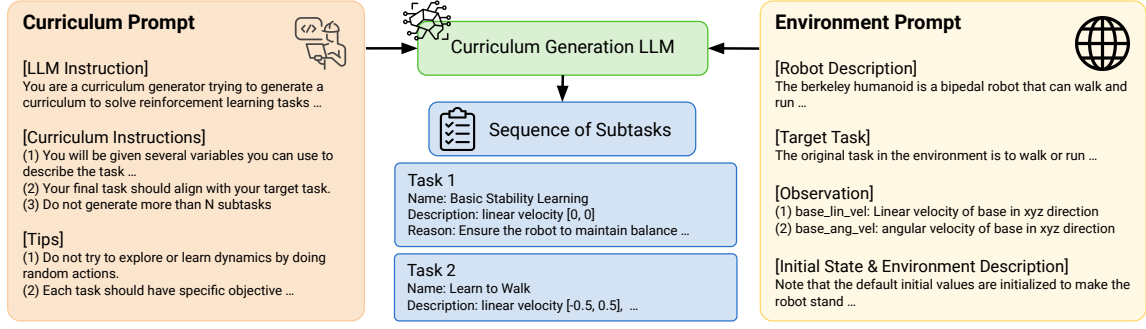 Curriculum Prompt
[LLM Instruction]
You are a curriculum generator trying to generate a
curriculum to solve reinforcement learning tasks ...
[Curriculum Instructions]
(1) You will be given several variables you can use to
describe the task ...
(2) Your final task should align with your target task.
(3) Do not generate more than N subtasks
[Tips]
(1) Do not try to explore or learn dynamics by doing
random actions.
(2) Each task should have specific objective ...
Curriculum Generation LLM
Sequence of Subtasks
Task 1
Name: Basic Stability Learning
Description: linear velocity [0, 0]
Reason: Ensure the robot to maintain balance ...
Task 2
Name: Learn to Walk
Description: linear velocity [-0.5, 0.5], ...
Environment Prompt
[Robot Description]
The berkeley humanoid is a bipedal robot that can walk and
run ...
[Target Task]
The original task in the environment is to walk or run ...
[Observation]
(1) base_lin_vel: Linear velocity of base in xyz direction
(2) base_ang_vel: angular velocity of base in xyz direction
[Initial State & Environment Description]
Note that the default initial values are initialized to make the
robot stand ...